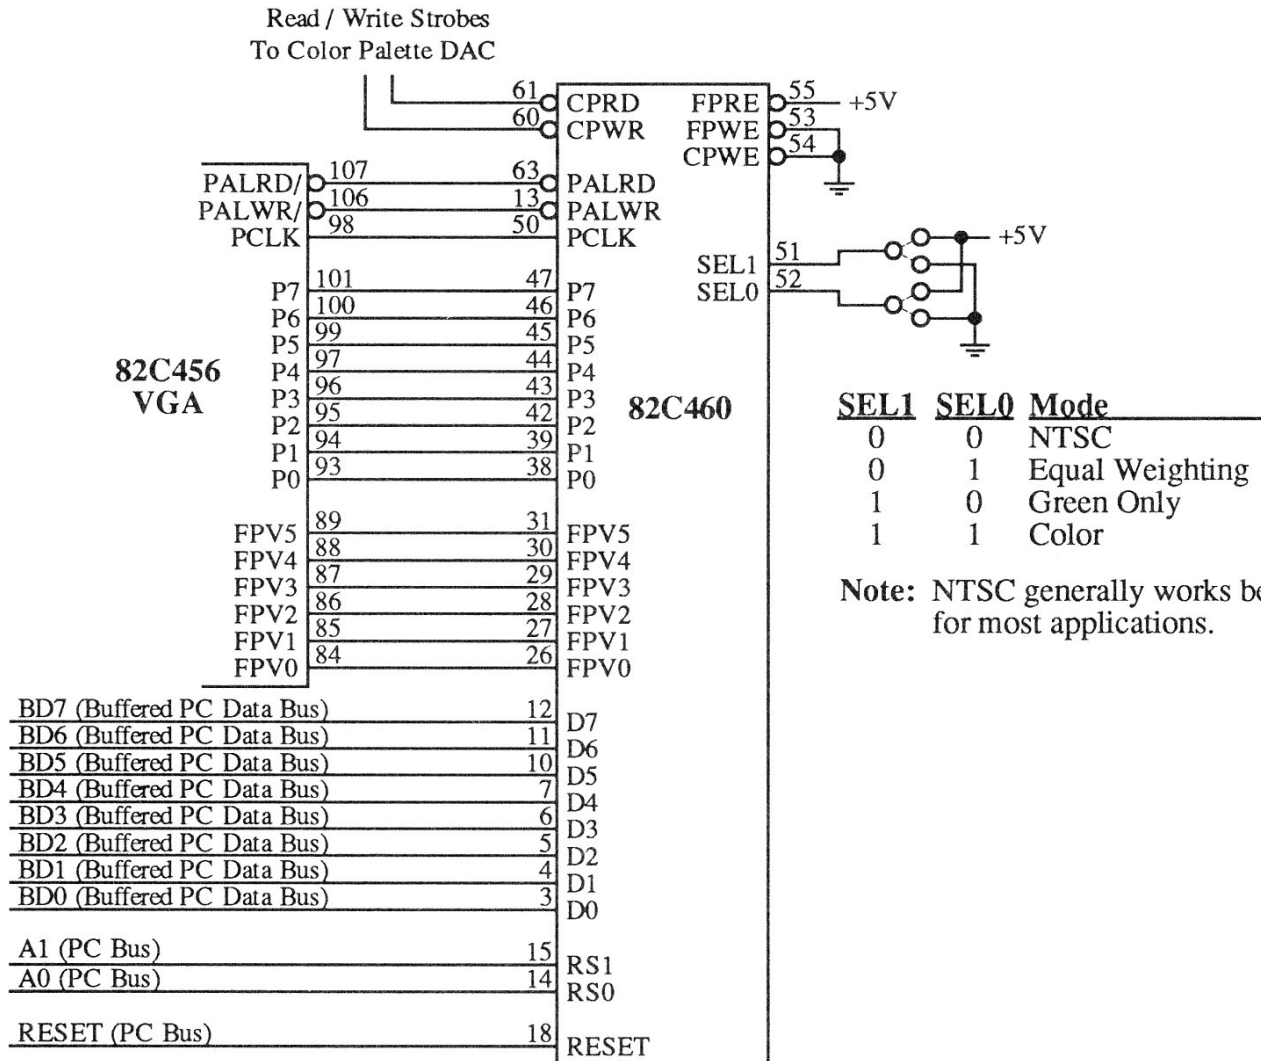 Read / Write Strobes
To Color Palette DAC
61 CPRD FPRE 55 +5V
60 CPWR FPWE 53
CPWE 54
PALRD/ 107 63 PALRD
PALWR/ 106 13 PALWR
PCLK 98 50 PCLK
SEL1 51 +5V
SEL0 52
P7 101 47 P7
P6 100 46 P6
P5 99 45 P5
P4 97 44 P4
P3 96 43 P3
P2 95 42 P2
P1 94 39 P1
P0 93 38 P0
82C456
VGA
82C460
SEL1 SEL0 Mode
0 0 NTSC
0 1 Equal Weighting
1 0 Green Only
1 1 Color
Note: NTSC generally works
for most applications.
FPV5 89 31 FPV5
FPV4 88 30 FPV4
FPV3 87 29 FPV3
FPV2 86 28 FPV2
FPV1 85 27 FPV1
FPV0 84 26 FPV0
BD7 (Buffered PC Data Bus) 12 D7
BD6 (Buffered PC Data Bus) 11 D6
BD5 (Buffered PC Data Bus) 10 D5
BD4 (Buffered PC Data Bus) 7 D4
BD3 (Buffered PC Data Bus) 6 D3
BD2 (Buffered PC Data Bus) 5 D2
BD1 (Buffered PC Data Bus) 4 D1
BD0 (Buffered PC Data Bus) 3 D0
A1 (PC Bus) 15 RS1
A0 (PC Bus) 14 RS0
RESET (PC Bus) 18 RESET